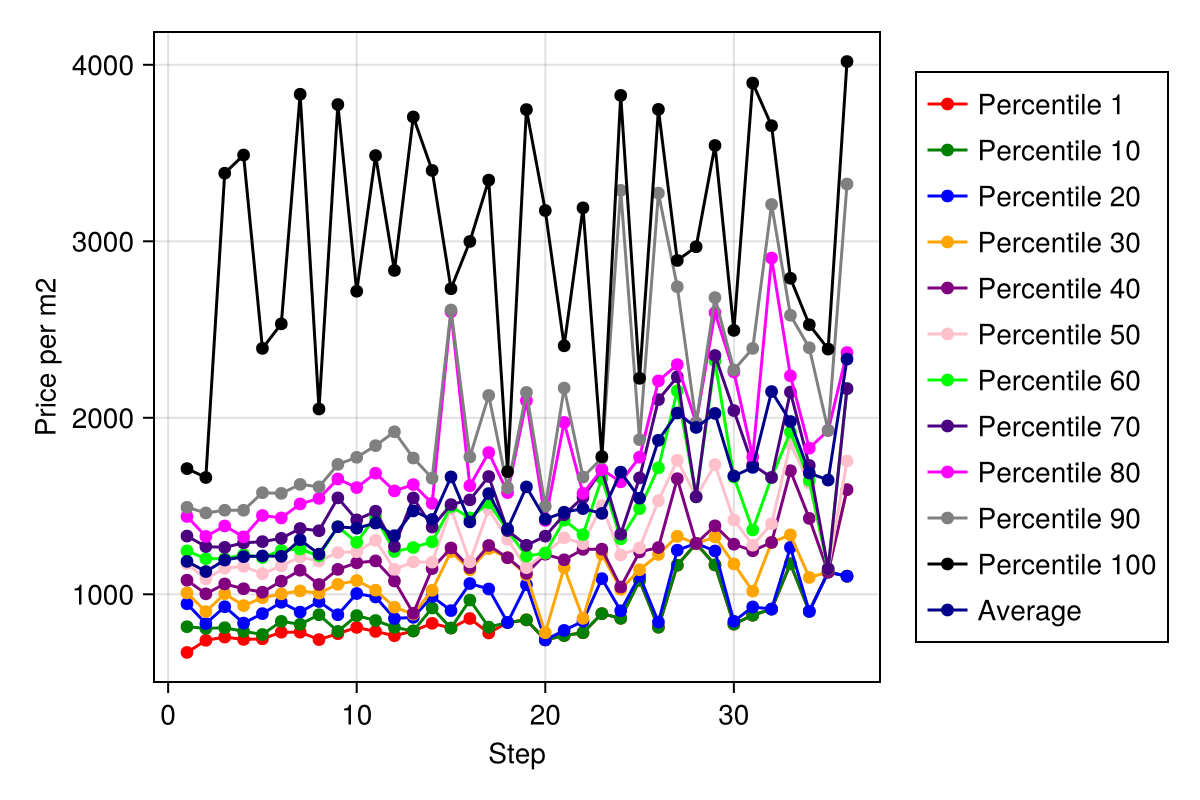 4000
3000
2000
1000
Price per m2
0 10 20 30
Step
Percentile 1
Percentile 10
Percentile 20
Percentile 30
Percentile 40
Percentile 50
Percentile 60
Percentile 70
Percentile 80
Percentile 90
Percentile 100
Average